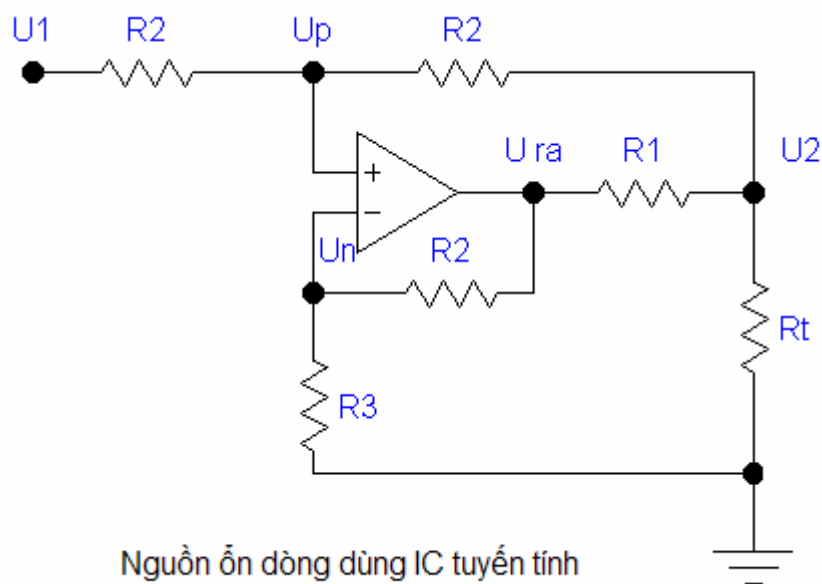 U1 R2 Up R2
U ra R1 U2
+
−
Un R2
Rt
R3
Nguồn ổn dòng dùng IC tuyến tính